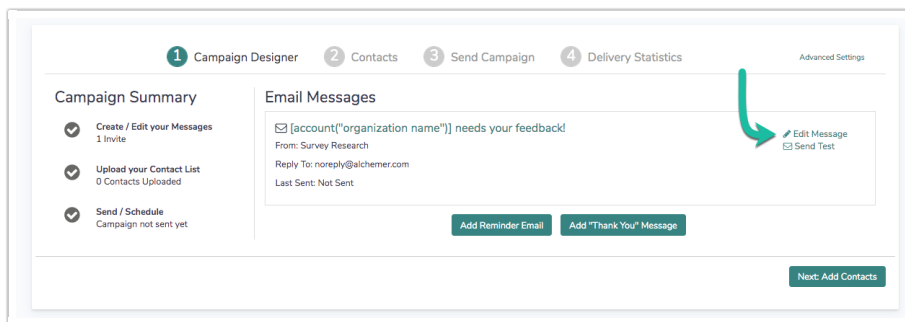 1 Campaign Designer 2 Contacts 3 Send Campaign 4 Delivery Statistics Advanced Settings
Campaign Summary
Create / Edit your Messages
1 Invite
Upload your Contact List
0 Contacts Uploaded
Send / Schedule
Campaign not sent yet
Email Messages
[account("organization name")] needs your feedback!
From: Survey Research
Reply To: noreply@alchemer.com
Last Sent: Not Sent
Edit Message
Send Test
Add Reminder Email Add "Thank You" Message
Next: Add Contacts